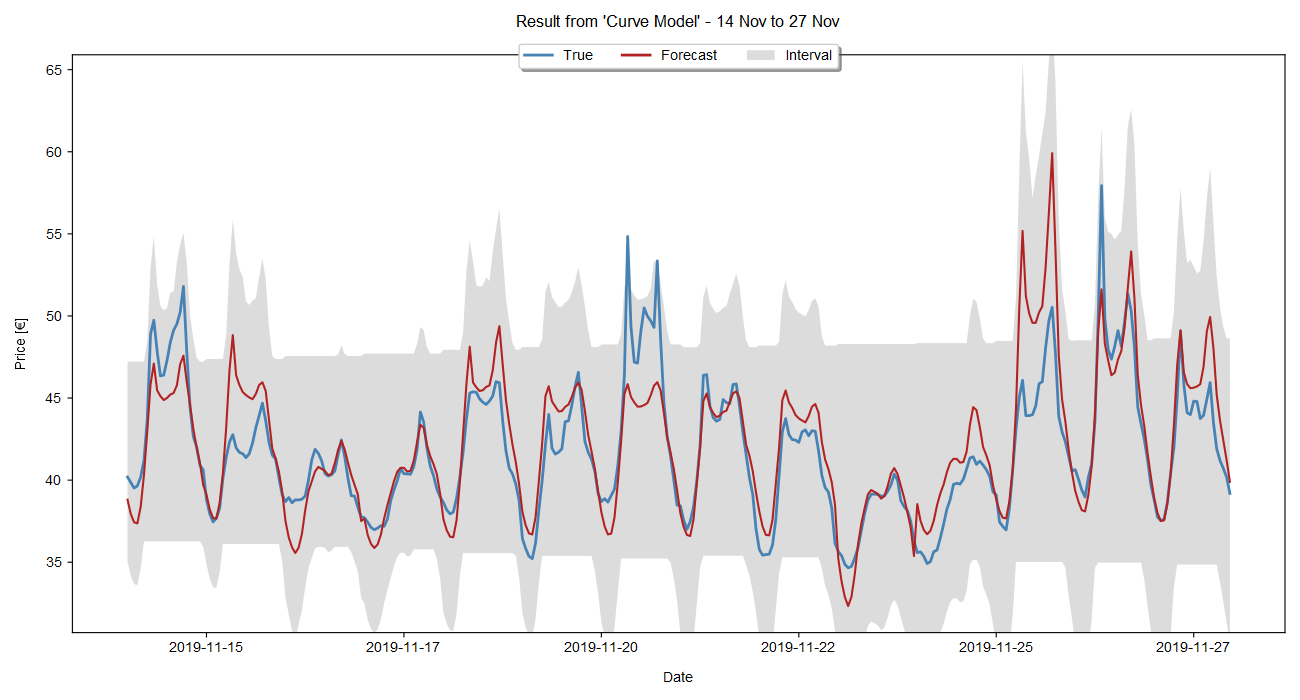 Result from 'Curve Model' - 14 Nov to 27 Nov
True Forecast Interval
65
60
55
50
45
40
35
Price [€]
2019-11-15 2019-11-17 2019-11-20 2019-11-22 2019-11-25 2019-11-27
Date